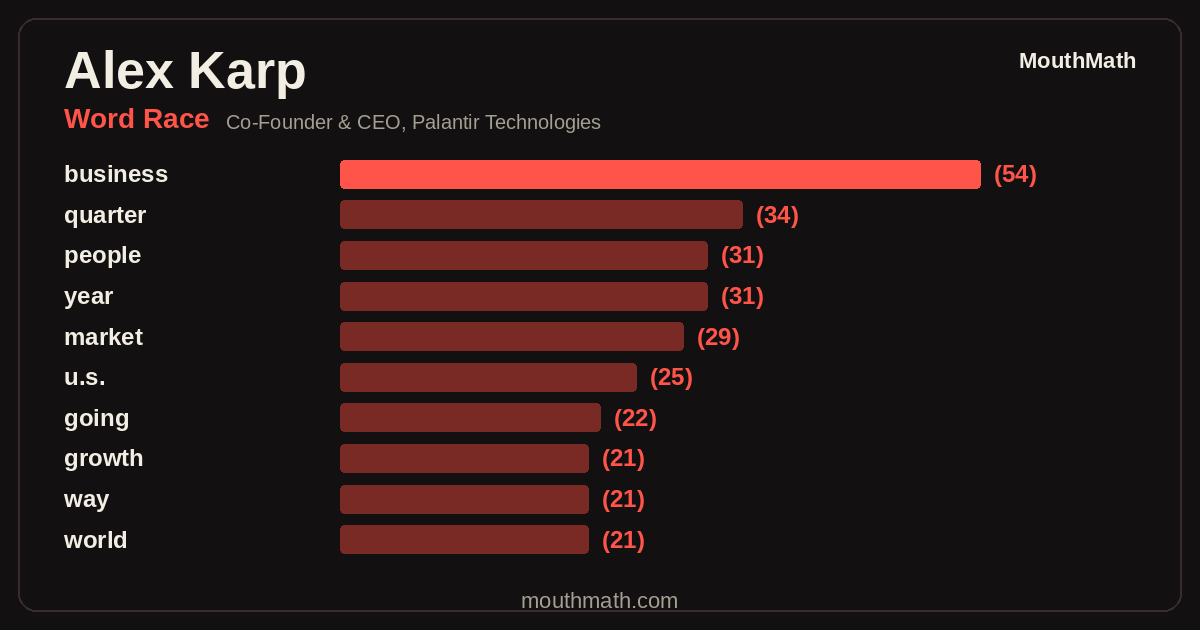 Alex Karp
MouthMath
Word Race Co-Founder & CEO, Palantir Technologies
business (54)
quarter (34)
people (31)
year (31)
market (29)
u.s. (25)
going (22)
growth (21)
way (21)
world (21)
mouthmath.com